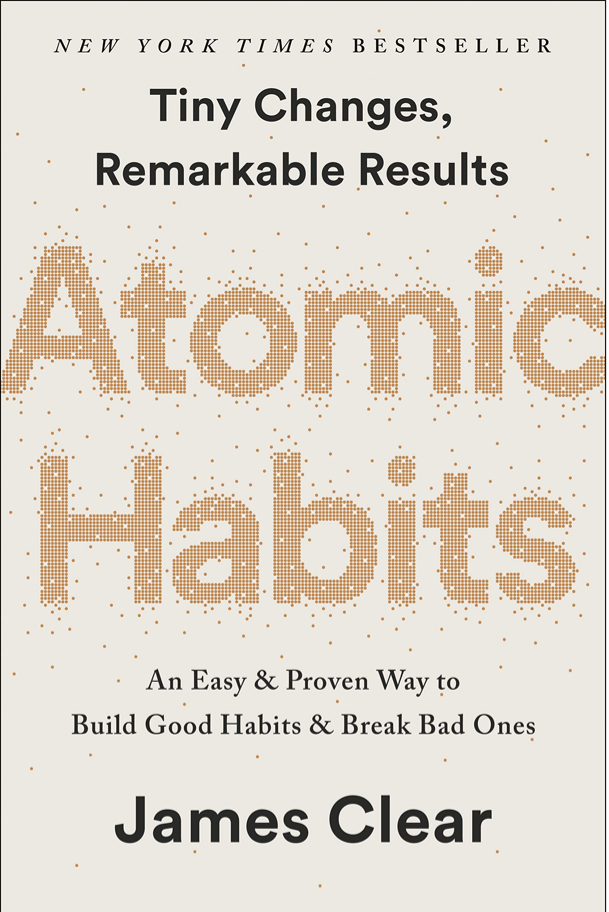 NEW YORK TIMES BESTSELLER
Tiny Changes,
Remarkable Results
Atomic
Habits
An Easy & Proven Way to
Build Good Habits & Break Bad Ones
James Clear